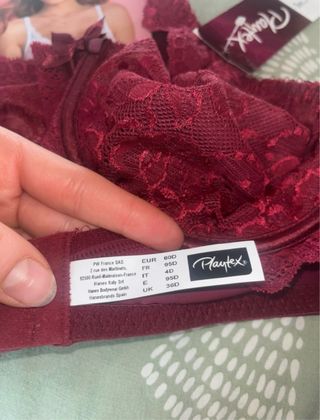 Playtex
PW France SAS
2 rue des Martinets,
92500 Rueil-Malmaison-France
Hanes Italy Srl
Hanes Bodywear Gmbh
Hanesbrands Spain
EUR 80D
FR 95D
IT 4D
E 95D
UK 36D
Playtex